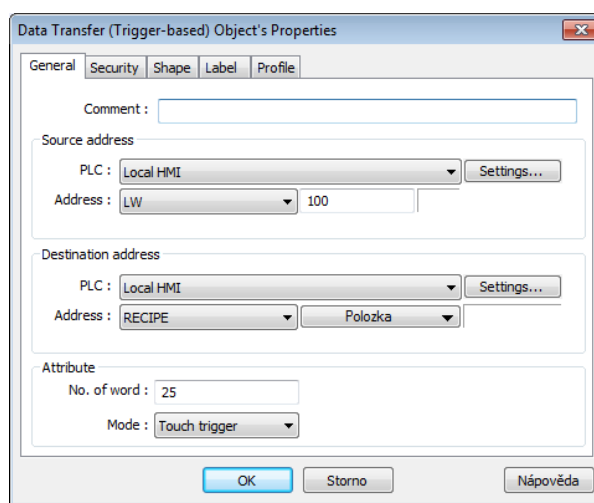 Data Transfer (Trigger-based) Object's Properties
General Security Shape Label Profile
Comment :
Source address
PLC : Local HMI Settings...
Address : LW 100
Destination address
PLC : Local HMI Settings...
Address : RECIPE Polozka
Attribute
No. of word : 25
Mode : Touch trigger
OK Storno Nápověda